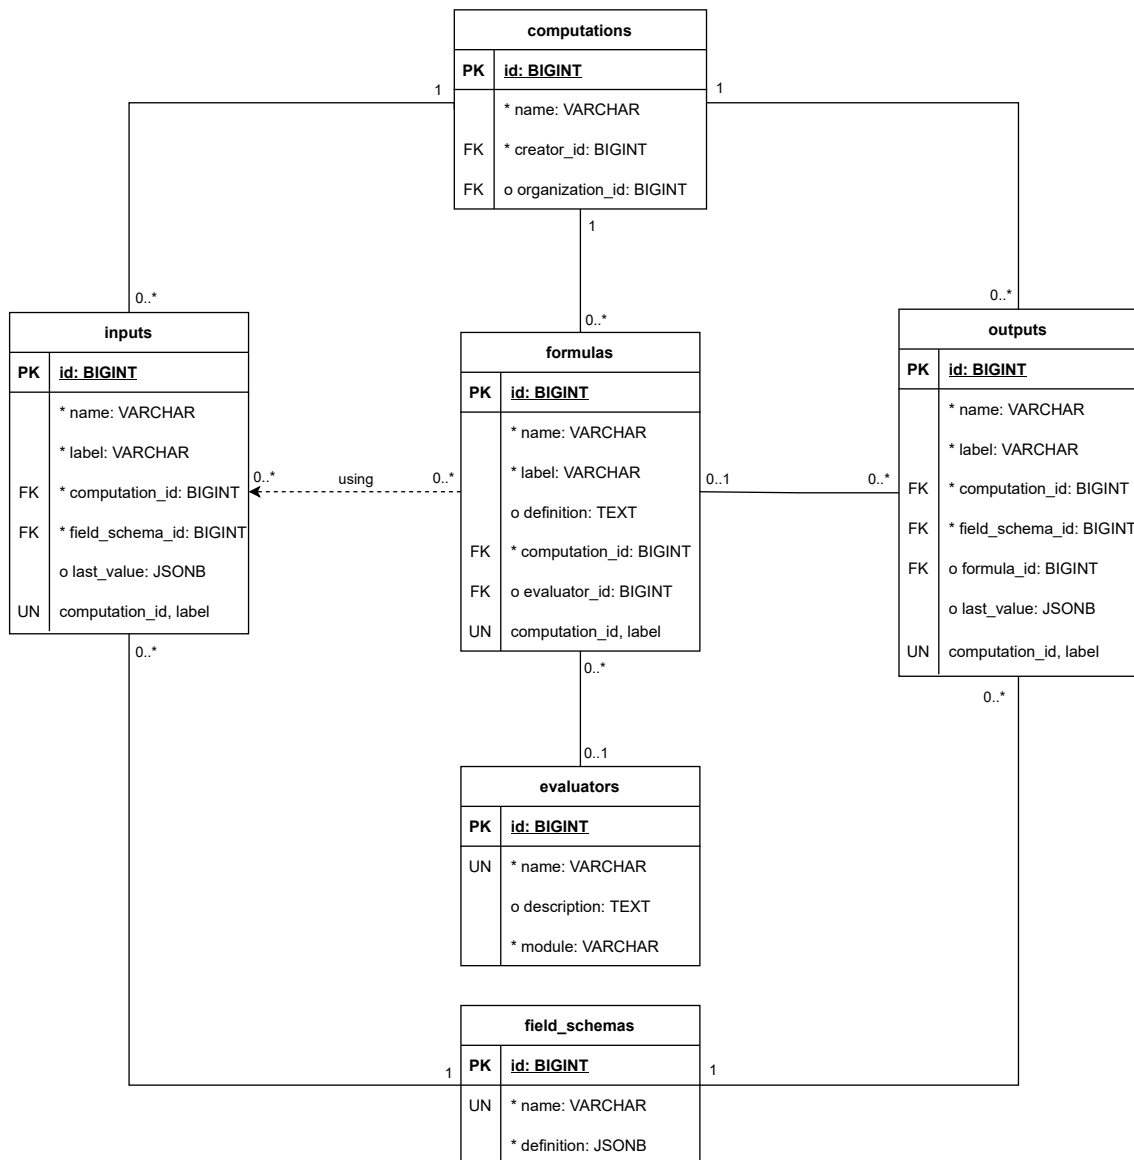 computations
PK id: BIGINT
* name: VARCHAR
FK * creator_id: BIGINT
FK o organization_id: BIGINT
1
1
1
0..*
0..*
0..*
inputs
PK id: BIGINT
* name: VARCHAR
* label: VARCHAR
FK * computation_id: BIGINT
FK * field_schema_id: BIGINT
o last_value: JSONB
UN computation_id, label
0..*
0..* using 0..*
formulas
PK id: BIGINT
* name: VARCHAR
* label: VARCHAR
o definition: TEXT
FK * computation_id: BIGINT
FK o evaluator_id: BIGINT
UN computation_id, label
0..*
0..1 0..*
outputs
PK id: BIGINT
* name: VARCHAR
* label: VARCHAR
FK * computation_id: BIGINT
FK * field_schema_id: BIGINT
FK o formula_id: BIGINT
o last_value: JSONB
UN computation_id, label
0..*
0..1
evaluators
PK id: BIGINT
UN * name: VARCHAR
o description: TEXT
* module: VARCHAR
field_schemas
PK id: BIGINT
UN * name: VARCHAR
* definition: JSONB
1
1